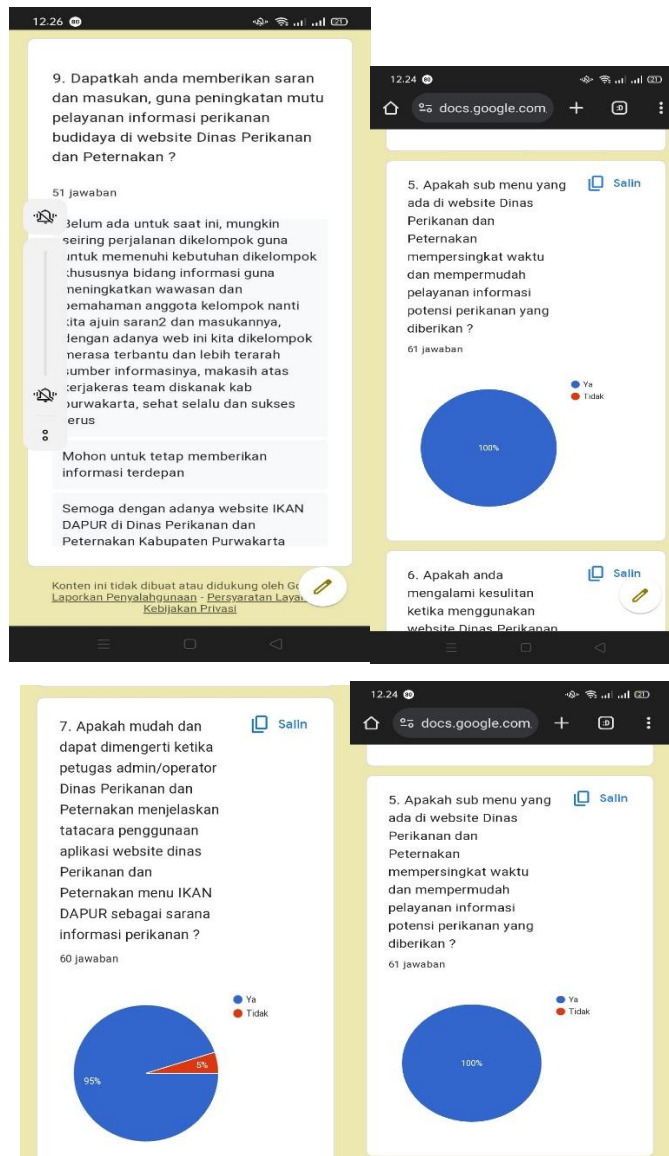 12.26
9. Dapatkah anda memberikan saran
dan masukan, guna peningkatan mutu
pelayanan informasi perikanan
budidaya di website Dinas Perikanan
dan Peternakan ?
51 jawaban
Belum ada untuk saat ini, mungkin
seiring perjalanan dikelompok guna
untuk memenuhi kebutuhan dikelompok
khususnya bidang informasi guna
meningkatkan wawasan dan
pemahaman anggota kelompok nanti
kita ajuin saran2 dan masukannya,
dengan adanya web ini kita dikelompok
merasa terbantu dan lebih terarah
sumber informasinya, makasih atas
kerjakeras team diskanak kab
purwakarta, sehat selalu dan sukses
terus
Mohon untuk tetap memberikan
informasi terdepan
Semoga dengan adanya website IKAN
DAPUR di Dinas Perikanan dan
Peternakan Kabupaten Purwakarta
Konten ini tidak dibuat atau didukung oleh
Laporkan Penyalahgunaan - Persyaratan
Kebijakan Privasi
12.24
docs.google.com
5. Apakah sub menu yang
ada di website Dinas
Perikanan dan
Peternakan
mempersingkat waktu
dan mempermudah
pelayanan informasi
potensi perikanan yang
diberikan ?
Salin
61 jawaban
Ya
Tidak
100%
6. Apakah anda
mengalami kesulitan
ketika menggunakan
website Dinas Perikanan
Salin
7. Apakah mudah dan
dapat dimengerti ketika
petugas admin/operator
Dinas Perikanan dan
Peternakan menjelaskan
tatacara penggunaan
aplikasi website dinas
Perikanan dan
Peternakan menu IKAN
DAPUR sebagai sarana
informasi perikanan ?
Salin
60 jawaban
Ya
Tidak
5%
95%
12.24
docs.google.com
5. Apakah sub menu yang
ada di website Dinas
Perikanan dan
Peternakan
mempersingkat waktu
dan mempermudah
pelayanan informasi
potensi perikanan yang
diberikan ?
Salin
61 jawaban
Ya
Tidak
100%